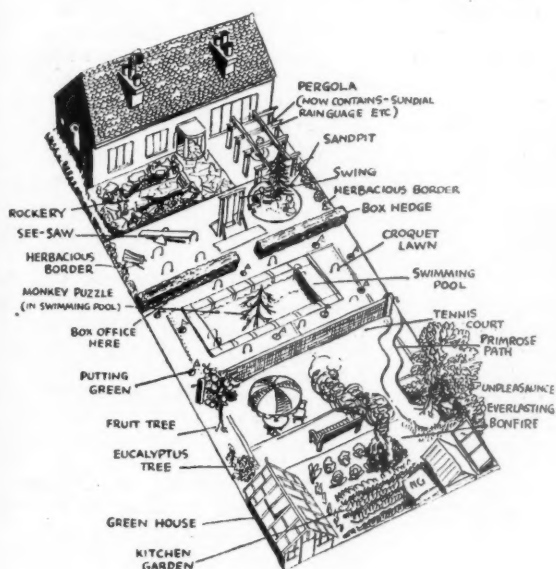 PERGOLA
(NOW CONTAINS-SUNDIAL
RAINGUAGE ETC)
SANDPIT
SWING
HERBACIOUS BORDER
BOX HEDGE
CROQUET
LAWN
SWIMMING
POOL
TENNIS
COURT
PRIMROSE
PATH
UNPLEASAUNCE
EVERLASTING
BONFIRE
ROCKERY
SEE-SAW
HERBACIOUS
BORDER
MONKEY PUZZLE
(IN SWIMMING POOL)
BOX OFFICE
HERE
PUTTING
GREEN
FRUIT TREE
EUCALYPTUS
TREE
GREEN HOUSE
KITCHEN
GARDEN
MG